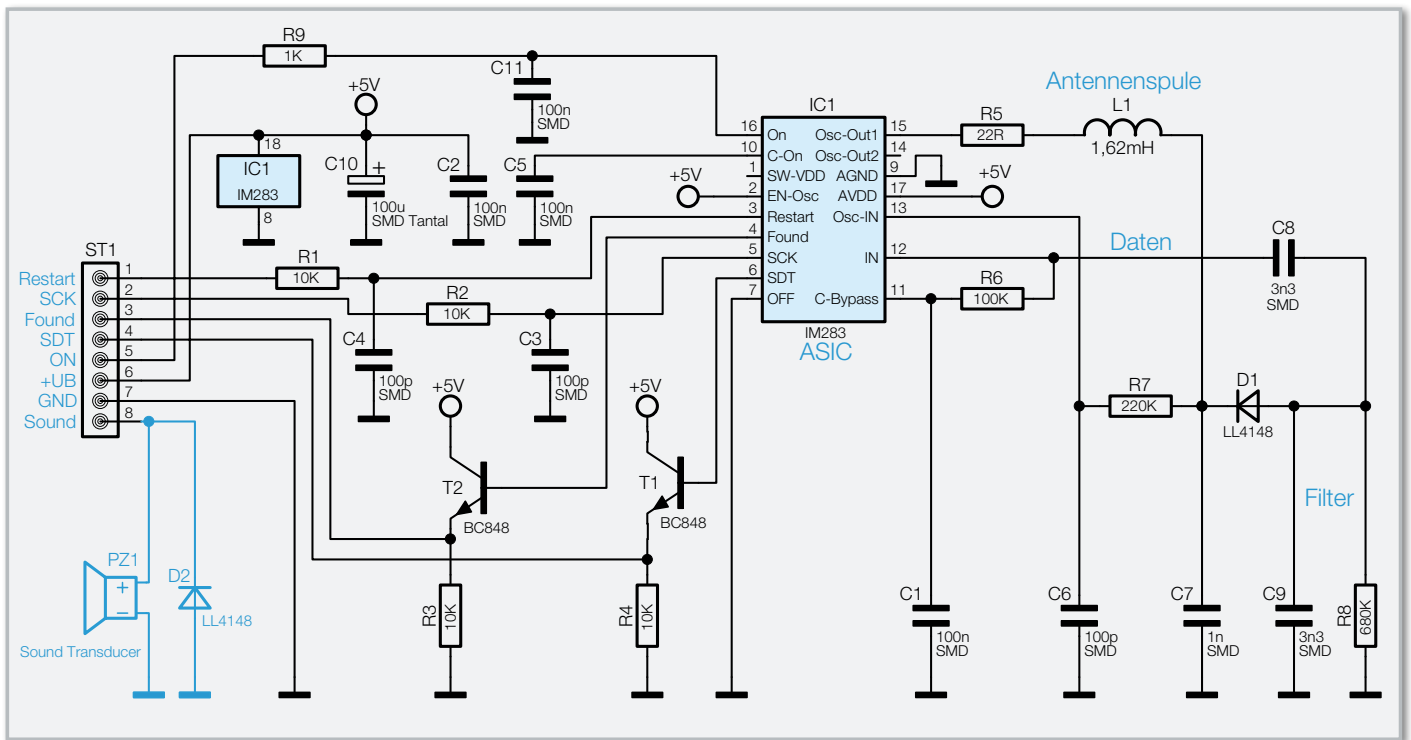 R9
1K
C11
100n
SMD
+5V
18
IC1
IM283
8
C10
+
100u
SMD Tantal
C2
100n
SMD
C5
100n
SMD
IC1
16 On
10 C-On
1 SW-VDD
2 EN-Osc
3 Restart
4 Found
5 SCK
6 SDT
7 OFF
Osc-Out1 15
Osc-Out2 14
AGND 9
AVDD 17
Osc-IN 13
IN 12
C-Bypass 11
IM283
ASIC
+5V
+5V
R5
22R
Antennenspule
L1
1,62mH
Daten
C8
3n3
SMD
R6
100K
ST1
Restart 1
SCK 2
Found 3
SDT 4
ON 5
+UB 6
GND 7
Sound 8
R1
10K
R2
10K
C4
100p
SMD
C3
100p
SMD
+5V
T2
BC848
+5V
T1
BC848
R7
220K
D1
LL4148
Filter
PZ1
+
–
Sound Transducer
D2
LL4148
R3
10K
R4
10K
C1
100n
SMD
C6
100p
SMD
C7
1n
SMD
C9
3n3
SMD
R8
680K